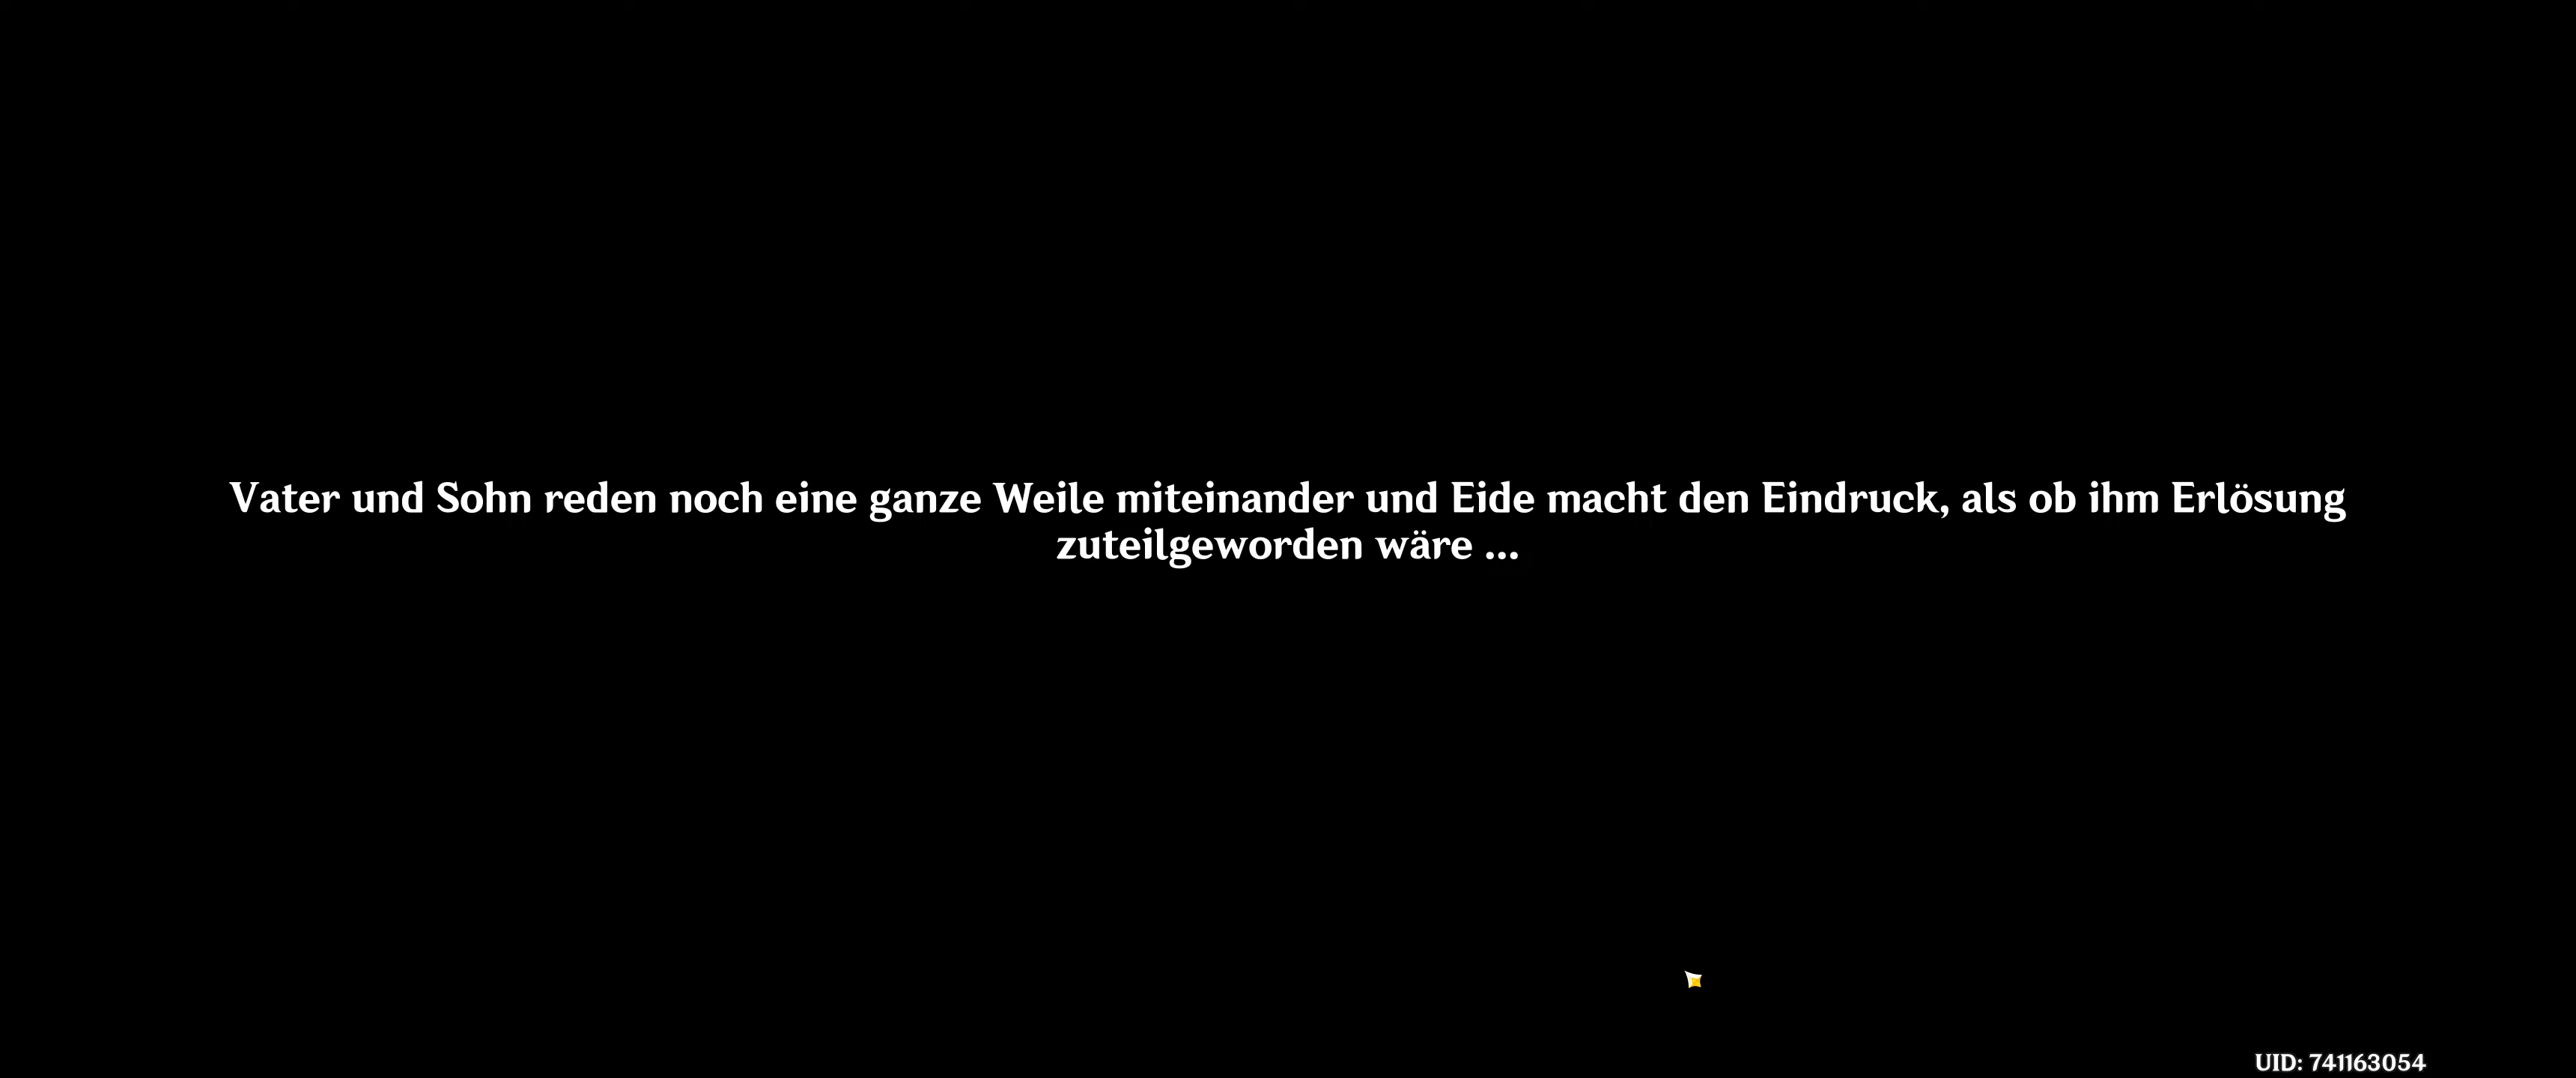 Vater und Sohn reden noch eine ganze Weile miteinander und Eide macht den Eindruck, als ob ihm Erlösung
zuteilgeworden wäre ...
UID: 741163054